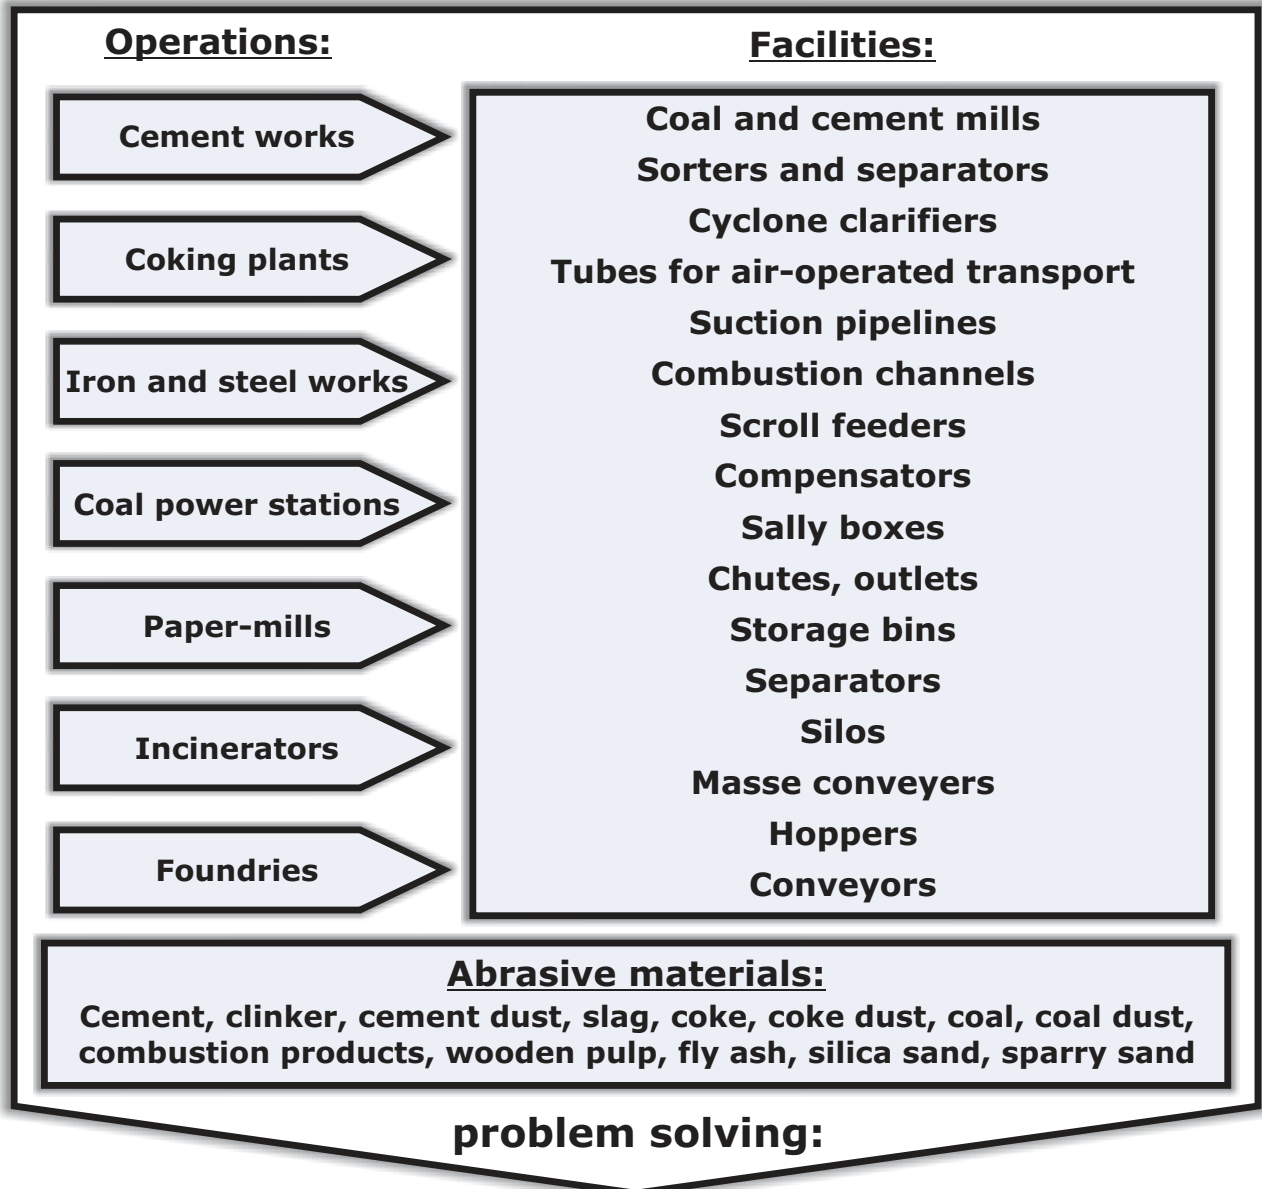 Operations:
Cement works
Coking plants
Iron and steel works
Coal power stations
Paper-mills
Incinerators
Foundries
Facilities:
Coal and cement mills
Sorters and separators
Cyclone clarifiers
Tubes for air-operated transport
Suction pipelines
Combustion channels
Scroll feeders
Compensators
Sally boxes
Chutes, outlets
Storage bins
Separators
Silos
Masse conveyers
Hoppers
Conveyors
Abrasive materials:
Cement, clinker, cement dust, slag, coke, coke dust, coal, coal dust,
combustion products, wooden pulp, fly ash, silica sand, sparry sand
problem solving: